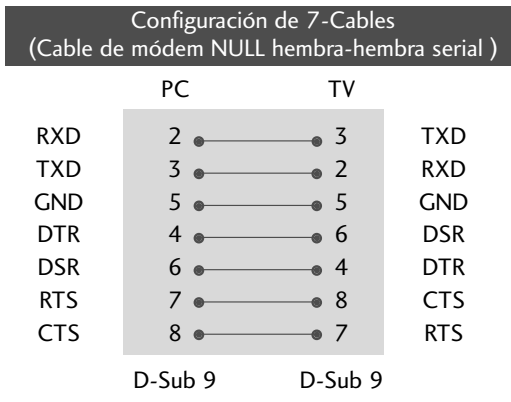 Configuración de 7-Cables
(Cable de módem NULL hembra-hembra serial )
PC TV
RXD 2 3 TXD
TXD 3 2 RXD
GND 5 5 GND
DTR 4 6 DSR
DSR 6 4 DTR
RTS 7 8 CTS
CTS 8 7 RTS
D-Sub 9 D-Sub 9